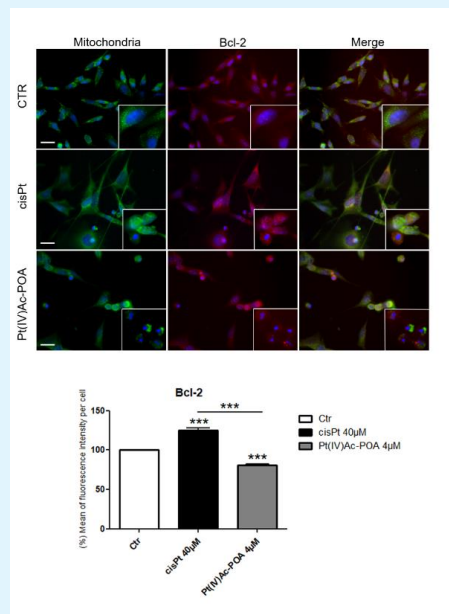 Mitochondria Bcl-2 Merge
CTR
cisPt
Pt(IV)Ac-POA
Bcl-2
(%) Mean of fluorescence intensity per cell
150
100
50
0
***
***
***
Ctr
cisPt 40µM
Pt(IV)Ac-POA 4µM
Ctr
cisPt 40µM
Pt(IV)Ac-POA 4µM